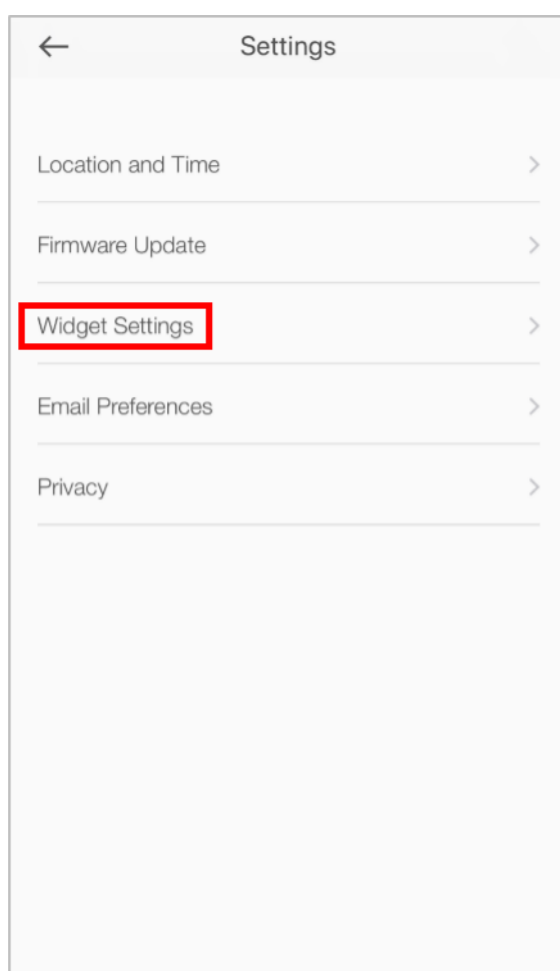 Settings
Location and Time
Firmware Update
Widget Settings
Email Preferences
Privacy